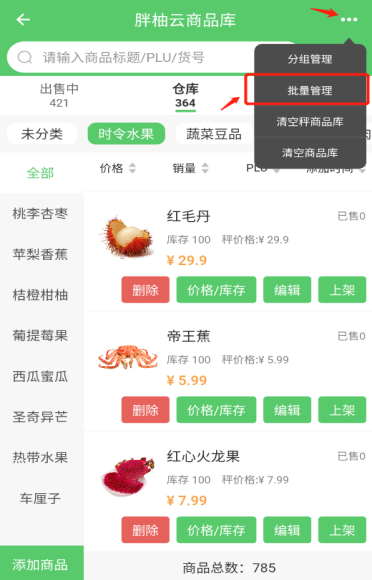 胖柚云商品库
请输入商品标题/PLU/货号
分组管理
批量管理
清空秤商品库
清空商品库
出售中
421
仓库
364
未分类
时令水果
蔬菜豆品
价格
销量
全部
桃李杏枣
苹梨香蕉
桔橙柑柚
葡提莓果
西瓜蜜瓜
圣奇异芒
热带水果
车厘子
红毛丹
已售0
库存 100 秤价格:¥ 29.9
¥ 29.9
删除
价格/库存
编辑
上架
帝王蕉
已售0
库存 100 秤价格:¥ 5.99
¥ 5.99
删除
价格/库存
编辑
上架
红心火龙果
已售0
库存 100 秤价格:¥ 7.99
¥ 7.99
删除
价格/库存
编辑
上架
添加商品
商品总数：785